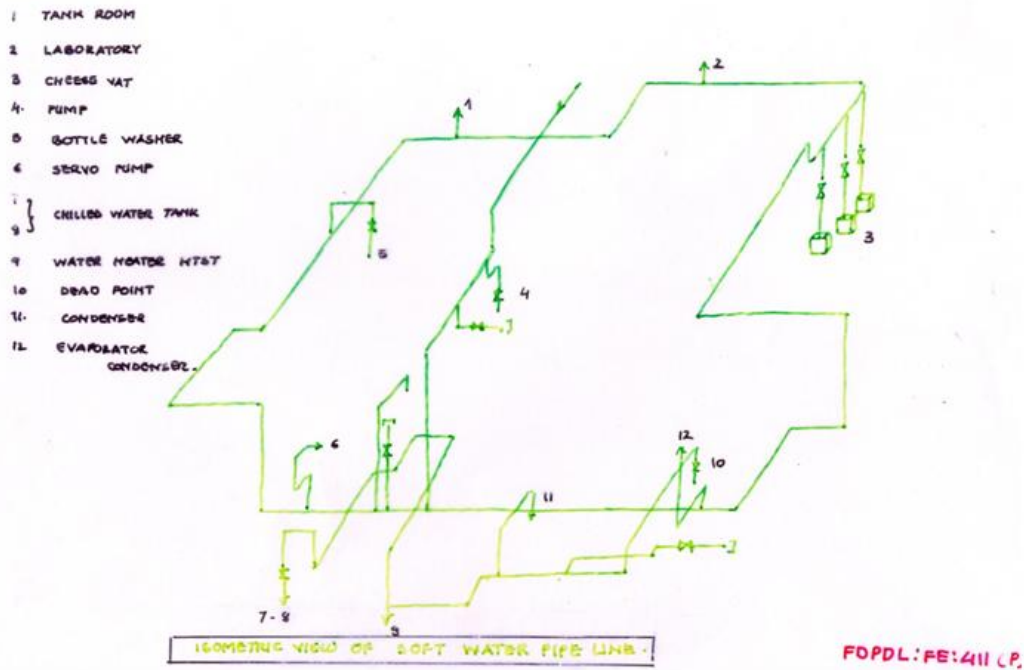 1 TANK ROOM
2 LABORATORY
3 CHEESE VAT
4. PUMP
5 BOTTLE WASHER
6 SERVO PUMP
7
8 } CHILLED WATER TANK
9 WATER HEATER HTST
10 DEAD POINT
11. CONDENSER
12 EVAPORATOR
CONDENSER.
1
2
3
4
5
6
7-8
9
10
11
12
ISOMETRIC VIEW OF SOFT WATER PIPE LINE.
FDPDL:FE:411 (P.